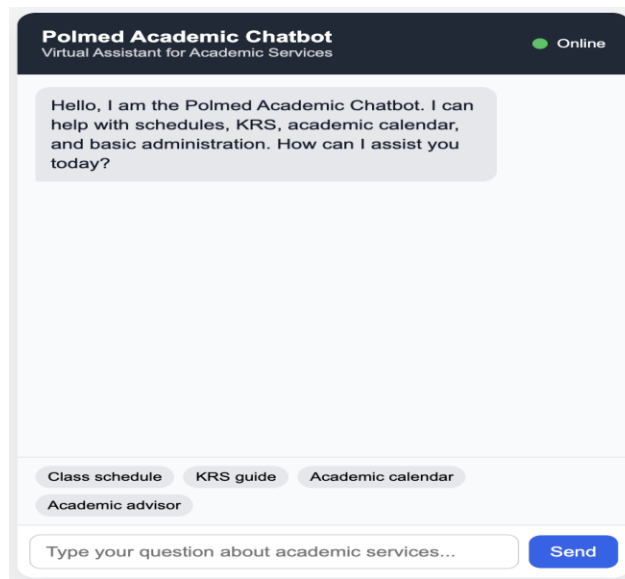 Polmed Academic Chatbot
Virtual Assistant for Academic Services
Online
Hello, I am the Polmed Academic Chatbot. I can
help with schedules, KRS, academic calendar,
and basic administration. How can I assist you
today?
Class schedule
KRS guide
Academic calendar
Academic advisor
Type your question about academic services...
Send